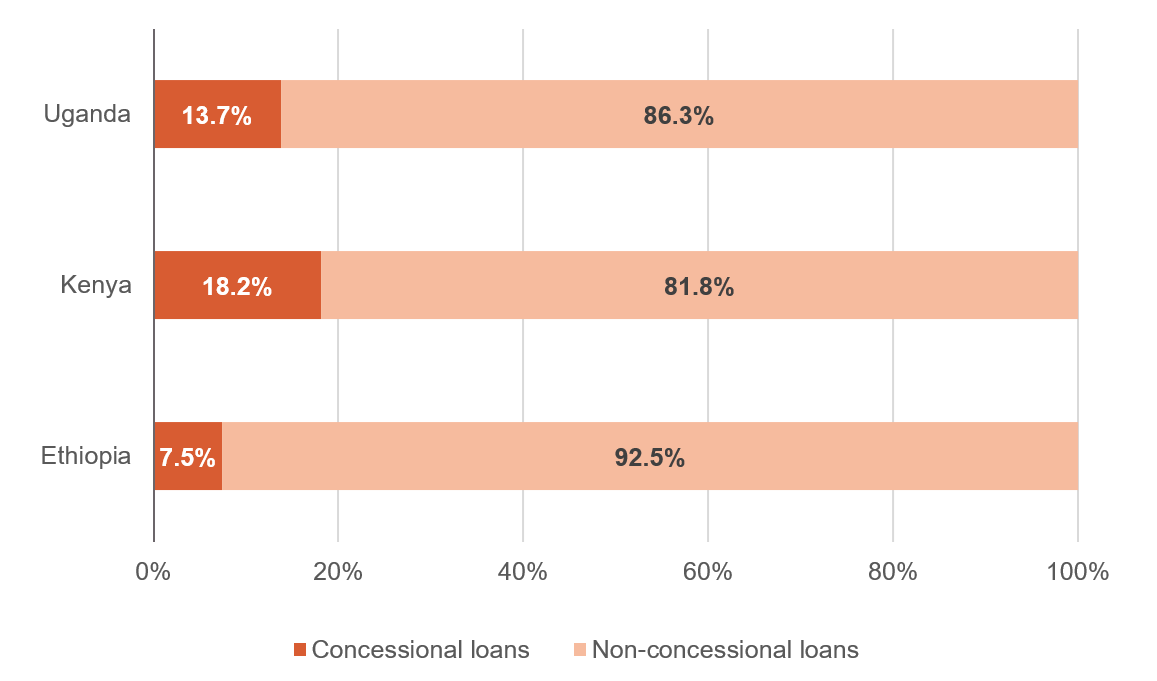 Uganda 13.7% 86.3%
Kenya 18.2% 81.8%
Ethiopia 7.5% 92.5%
0% 20% 40% 60% 80% 100%
Concessional loans Non-concessional loans